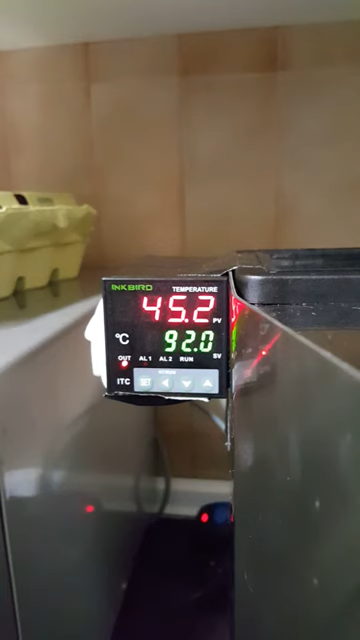 INKBIRD
TEMPERATURE
45.2 PV
℃ 92.0 SV
OUT AL1 AL2 RUN
ITC